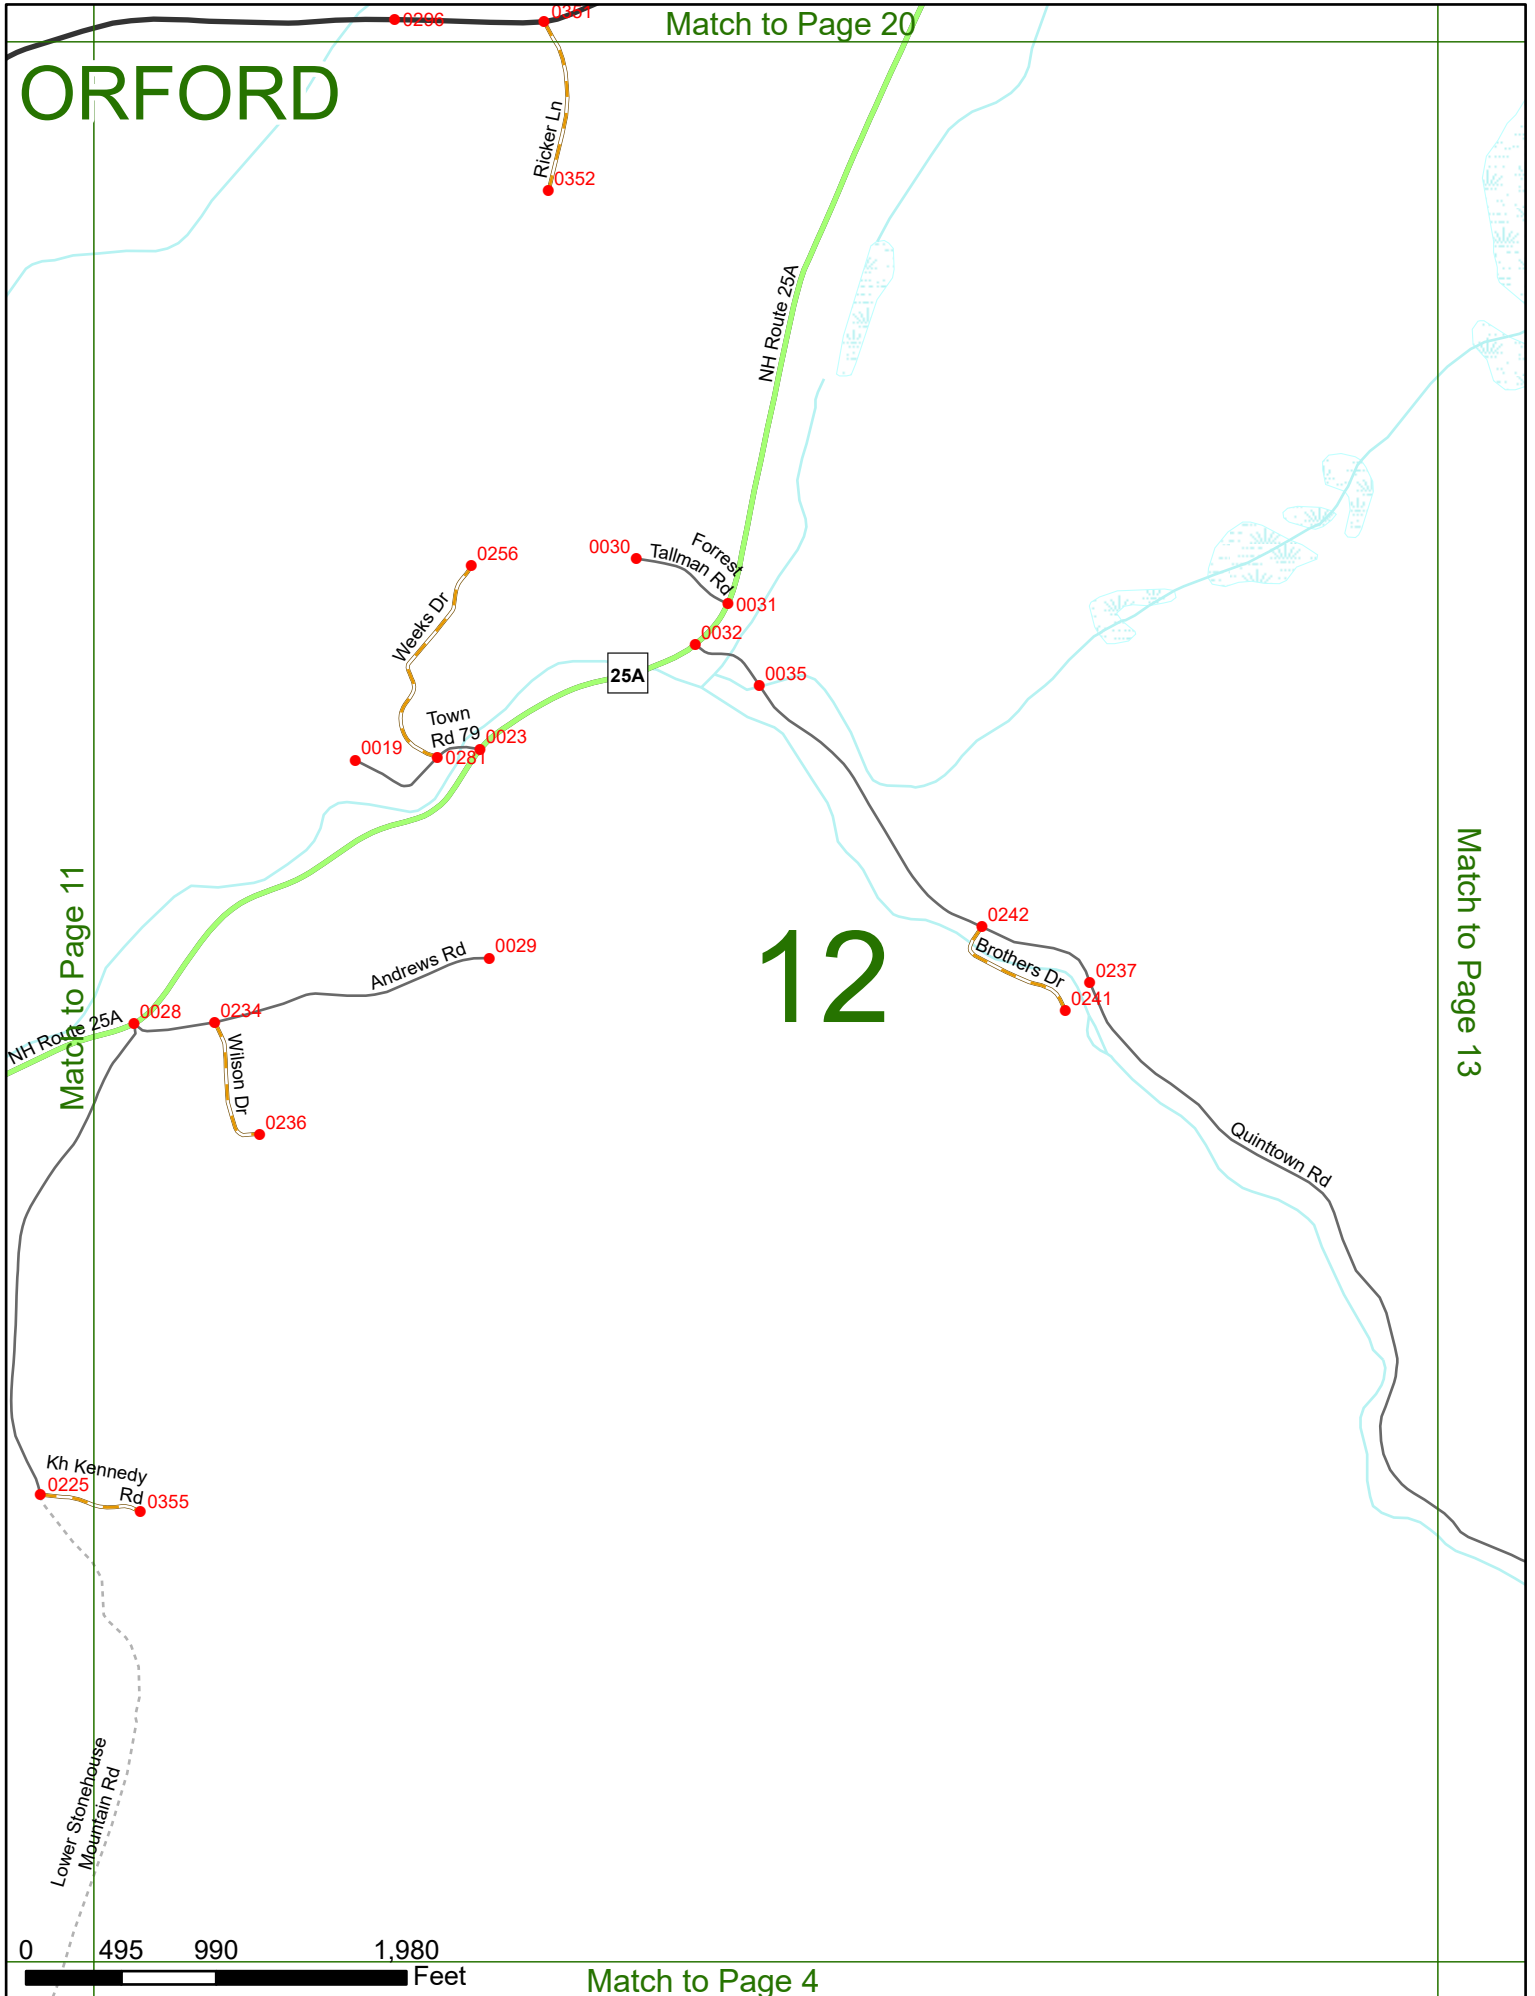 0296
0351
Match to Page 20
ORFORD
Ricker Ln
0352
NH Route 25A
0256
0030
Forrest
Tallman Rd
0031
Weeks Dr
0032
25A
0035
Town
Rd 79
0023
0019
0281
Match to Page 11
Match to Page 13
12
0242
Brothers Dr
0237
0241
Andrews Rd
0029
0028
0234
NH Route 25A
Wilson Dr
0236
Quinttown Rd
Kh Kennedy
Rd
0225
0355
Lower Stonehouse
Mountain Rd
0 495 990 1,980
Feet
Match to Page 4